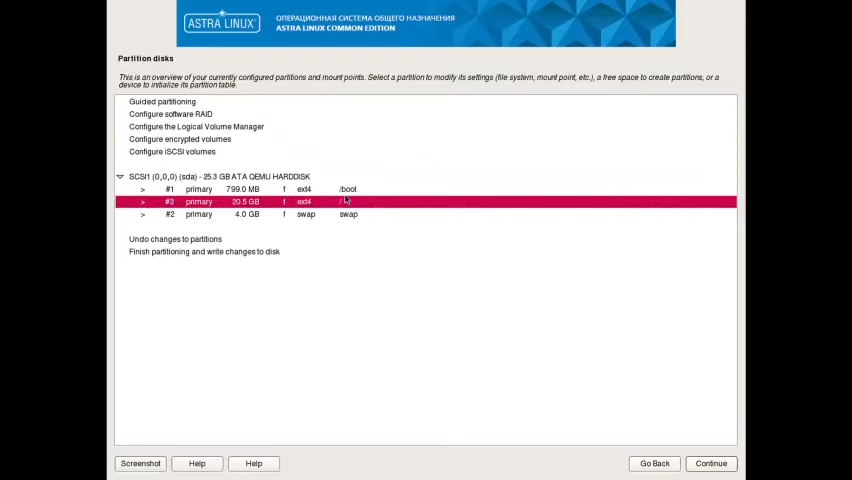 ASTRA LINUX
ОПЕРАЦИОННАЯ СИСТЕМА ОБЩЕГО НАЗНАЧЕНИЯ
ASTRA LINUX COMMON EDITION
Partition disks
This is an overview of your currently configured partitions and mount points. Select a partition to modify its settings (file system, mount point, etc.), a free space to create partitions, or a
device to initialize its partition table.
Guided partitioning
Configure software RAID
Configure the Logical Volume Manager
Configure encrypted volumes
Configure iSCSI volumes
SCSI1 (0,0,0) (sda) - 25.3 GB ATA QEMU HARDDISK
> #1 primary 799.0 MB f ext4 /boot
> #3 primary 20.5 GB f ext4 /
> #2 primary 4.0 GB f swap swap
Undo changes to partitions
Finish partitioning and write changes to disk
Screenshot Help Help Go Back Continue